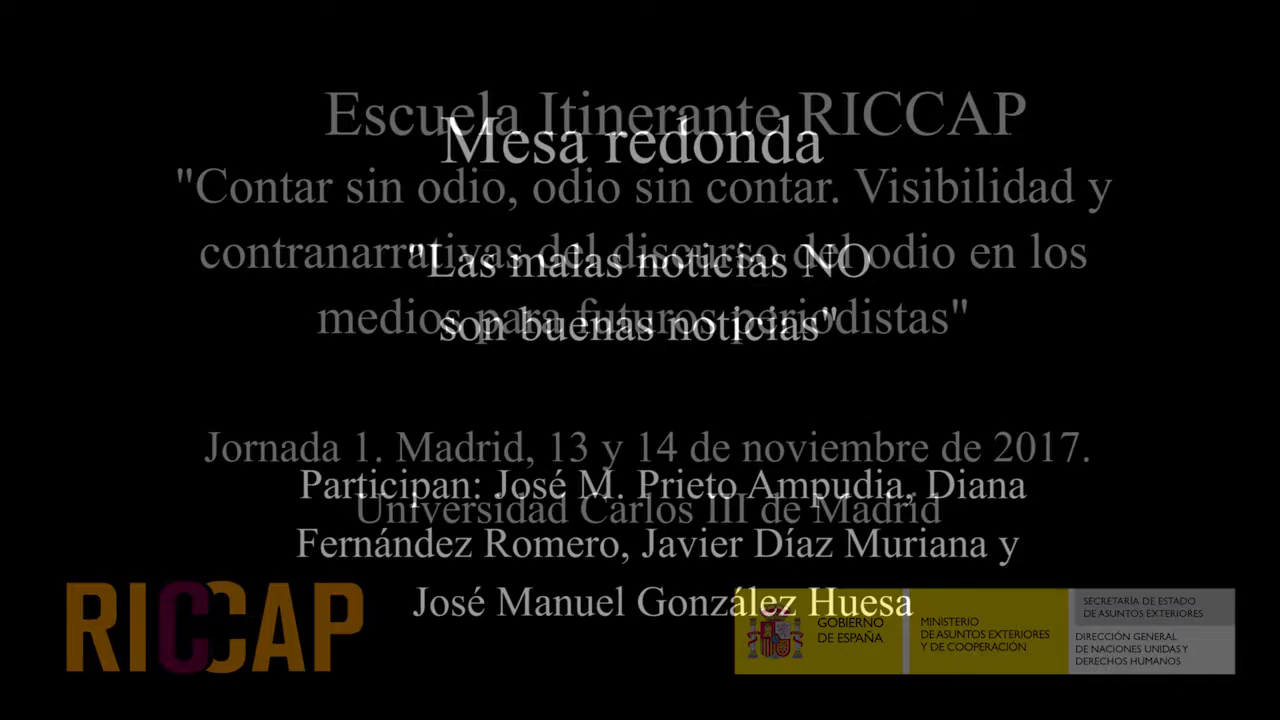 Escuela Itinerante RICCAP
Mesa redonda
"Contar sin odio, odio sin contar. Visibilidad y
contranarrativas del discurso del odio en los
"Las malas noticias NO
medios para futuros periodistas"
son buenas noticias"
Jornada 1. Madrid, 13 y 14 de noviembre de 2017.
Participan: José M. Prieto Ampudia, Diana
Universidad Carlos III de Madrid
Fernández Romero, Javier Díaz Muriana y
José Manuel González Huesa
RICCAP
GOBIERNO
DE ESPAÑA
MINISTERIO
DE ASUNTOS EXTERIORES
Y DE COOPERACIÓN
SECRETARÍA DE ESTADO
DE ASUNTOS EXTERIORES
DIRECCIÓN GENERAL
DE NACIONES UNIDAS Y
DERECHOS HUMANOS